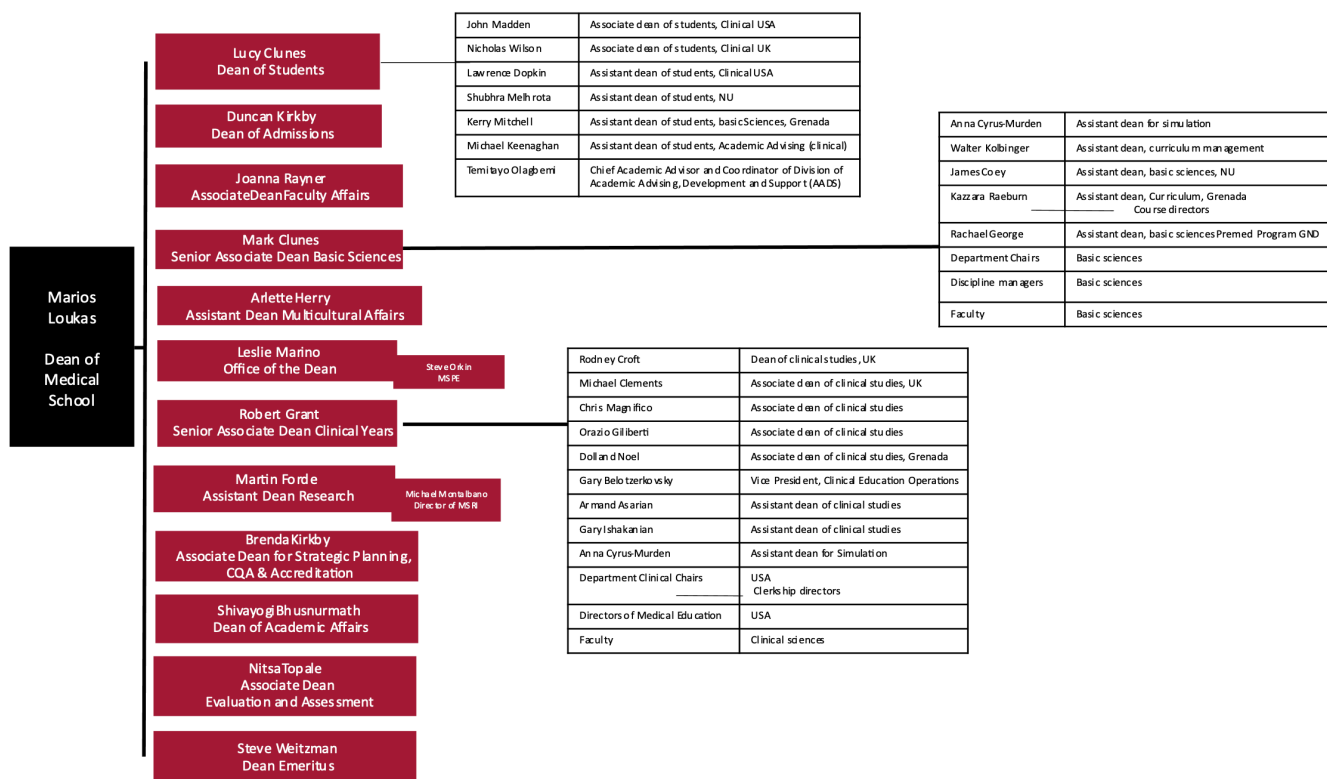 Marios
Loukas
Dean of
Medical
School
Lucy Clunes
Dean of Students
Duncan Kirkby
Dean of Admissions
Joanna Rayner
AssociateDeanFaculty Affairs
Mark Clunes
Senior Associate Dean Basic Sciences
Arlette Herry
Assistant Dean Multicultural Affairs
Leslie Marino
Office of the Dean
Steve Orkin
MSPE
Robert Grant
Senior Associate Dean Clinical Years
Martin Forde
Assistant Dean Research
Michael Montalbano
Director of MSRI
BrendaKirkby
Associate Dean for Strategic Planning,
CQA & Accreditation
ShivayogiBhusnurmath
Dean of Academic Affairs
NitsaTopale
Associate Dean
Evaluation and Assessment
Steve Weitzman
Dean Emeritus
John Madden Associate dean of students, Clinical USA
Nicholas Wilson Associate dean of students, Clinical UK
Lawrence Dopkin Assistant dean of students, Clinical USA
Shubhra Melhrota Assistant dean of students, NU
Kerry Mitchell Assistant dean of students, basic Sciences, Grenada
Michael Keenaghan Assistant dean of students, Academic Advising (clinical)
Temitayo Olagbemi Chief Academic Advisor and Coordinator of Division of
Academic Advising, Development and Support (AADS)
Anna Cyrus-Murden Assistant dean for simulation
Walter Kolbinger Assistant dean, curriculum management
James Coey Assistant dean, basic sciences, NU
Kazzara Raeburn Assistant dean, Curriculum, Grenada
Course directors
Rachael George Assistant dean, basic sciences Premed Program GND
Department Chairs Basic sciences
Discipline managers Basic sciences
Faculty Basic sciences
Rodney Croft Dean of clinical studies, UK
Michael Clements Associate dean of clinical studies, UK
Chris Magnifico Associate dean of clinical studies
Orazio Giliberti Associate dean of clinical studies
Dolland Noel Associate dean of clinical studies, Grenada
Gary Belotzerkovsky Vice President, Clinical Education Operations
Armand Asarian Assistant dean of clinical studies
Gary Ishakanian Assistant dean of clinical studies
Anna Cyrus-Murden Assistant dean for Simulation
Department Clinical Chairs USA
Clerkship directors
Directors of Medical Education USA
Faculty Clinical sciences